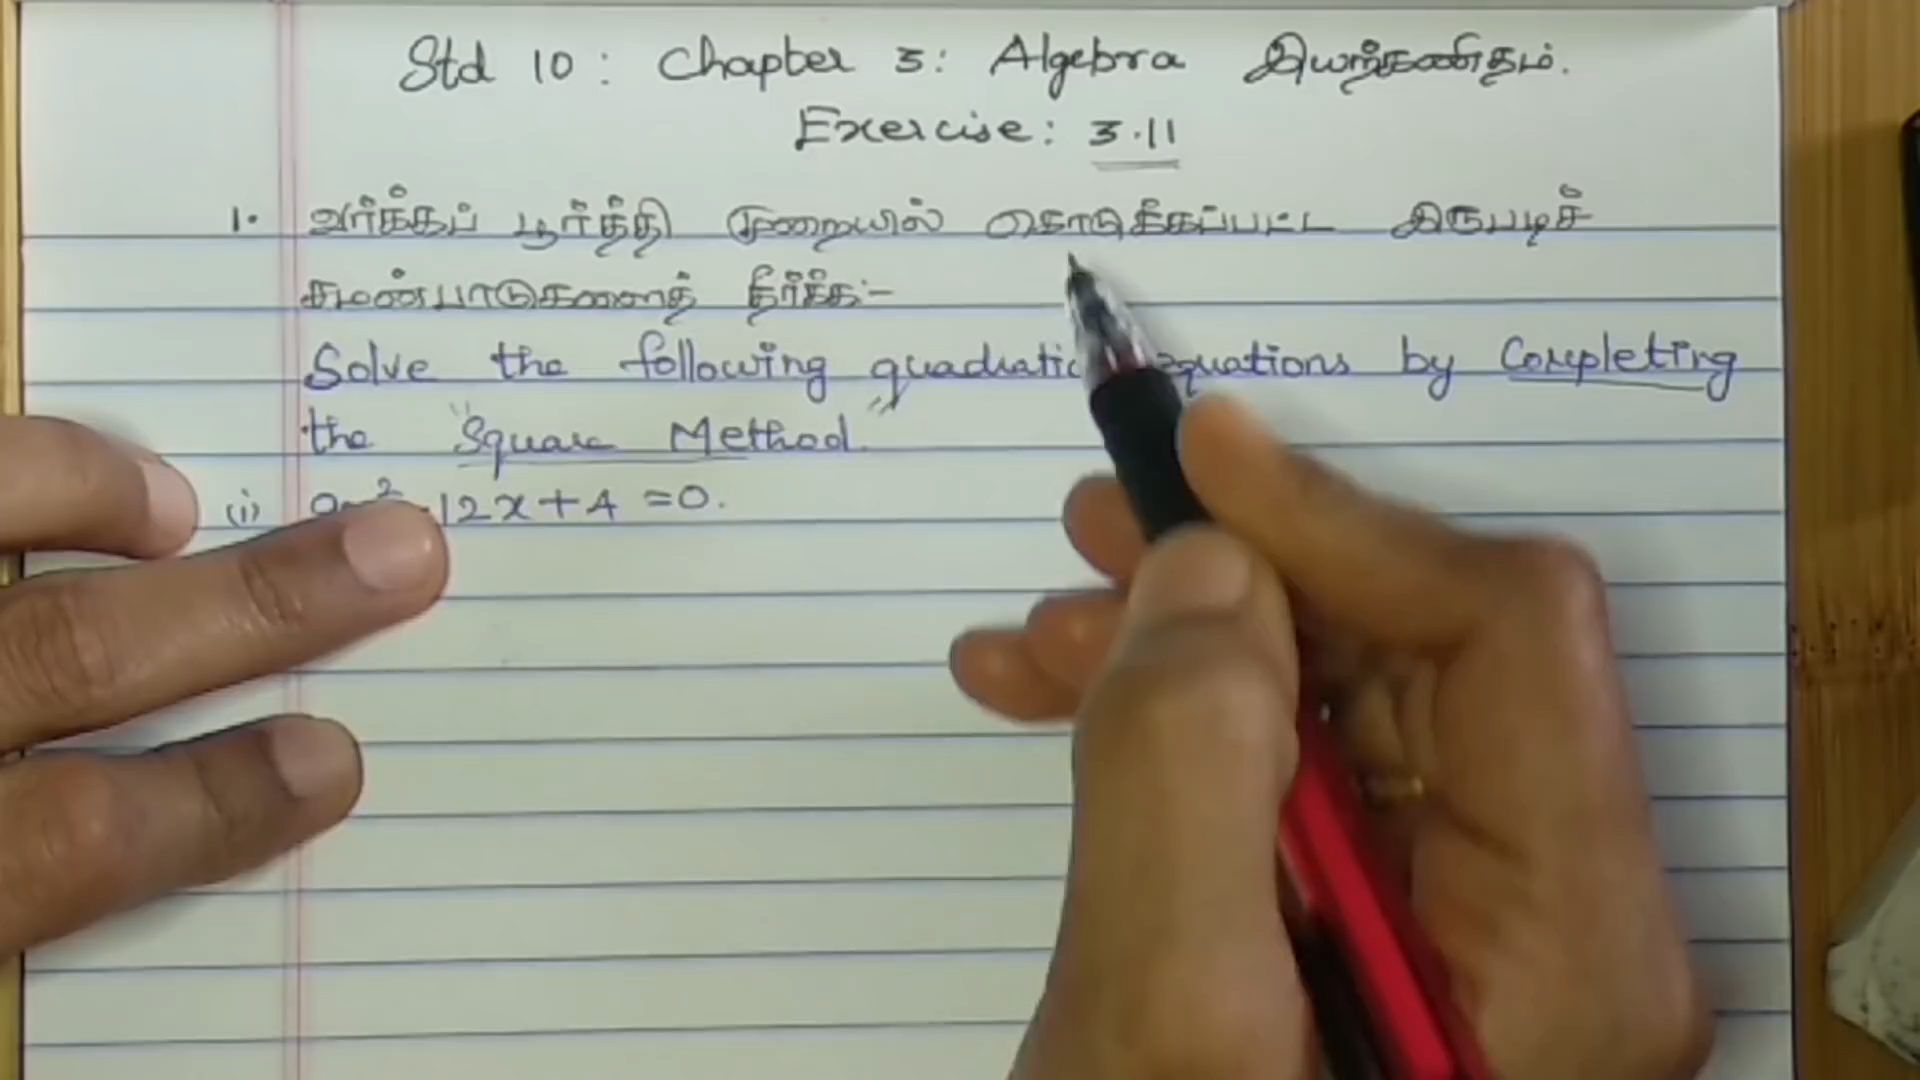 Std 10 : Chapter 3 : Algebra இயற்கணிதம்.
Exercise : 3.11
1. வர்க்கப் பூர்த்தி முறையில் கொடுக்கப்பட்ட இருபடிச்
சமன்பாடுகளைத் தீர்க்க:-
Solve the following quadratic equations by Completing
the "Square Method"
(i) 9x² -12x+4 =0.